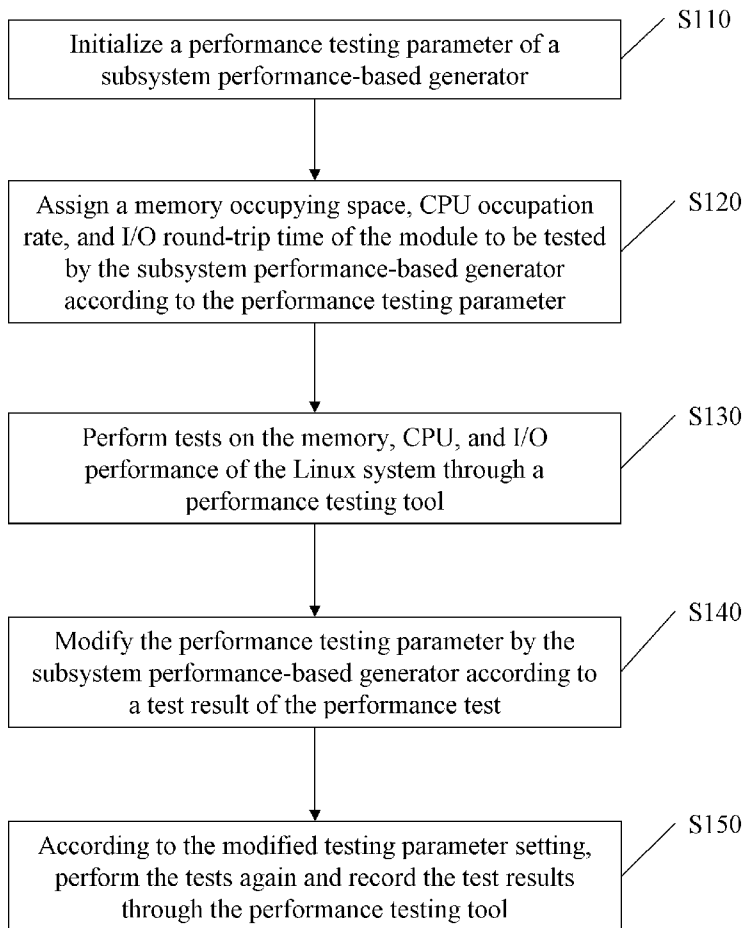 S110
Initialize a performance testing parameter of a
subsystem performance-based generator
S120
Assign a memory occupying space, CPU occupation
rate, and I/O round-trip time of the module to be tested
by the subsystem performance-based generator
according to the performance testing parameter
S130
Perform tests on the memory, CPU, and I/O
performance of the Linux system through a
performance testing tool
S140
Modify the performance testing parameter by the
subsystem performance-based generator according to
a test result of the performance test
S150
According to the modified testing parameter setting,
perform the tests again and record the test results
through the performance testing tool